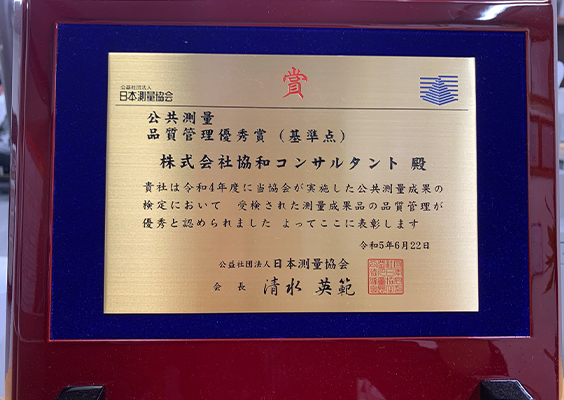 賞
公益社団法人
日本測量協会
公共測量
品質管理優秀賞（基準点）
株式会社協和コンサルタント 殿
貴社は令和4年度に当協会が実施した公共測量成果の
検定において 受検された測量成果品の品質管理が
優秀と認められました よってここに表彰します
令和5年6月22日
公益社団法人日本測量協会
会長 清水 英範